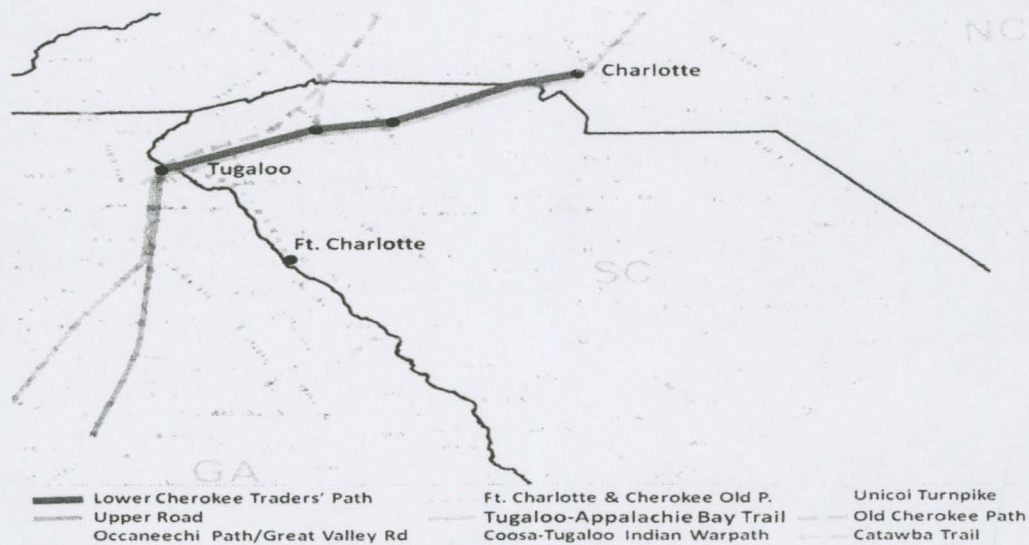 NC
Charlotte
Tugaloo
Ft. Charlotte
SC
GA
Lower Cherokee Traders' Path
Ft. Charlotte & Cherokee Old P.
Unicoi Turnpike
Upper Road
Tugaloo-Appalachie Bay Trail
Old Cherokee Path
Occaneechi Path/Great Valley Rd
Coosa-Tugaloo Indian Warpath
Catawba Trail